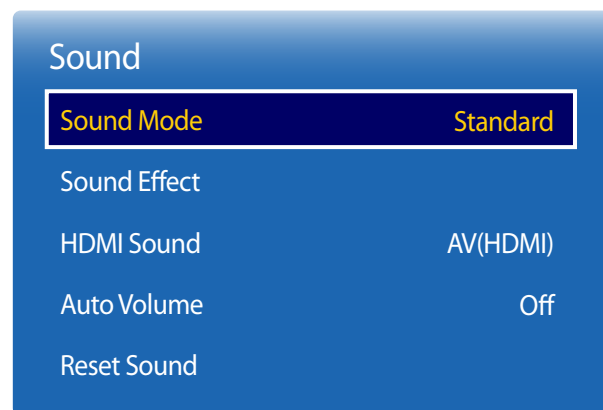 Sound
Sound Mode Standard
Sound Effect
HDMI Sound AV(HDMI)
Auto Volume Off
Reset Sound